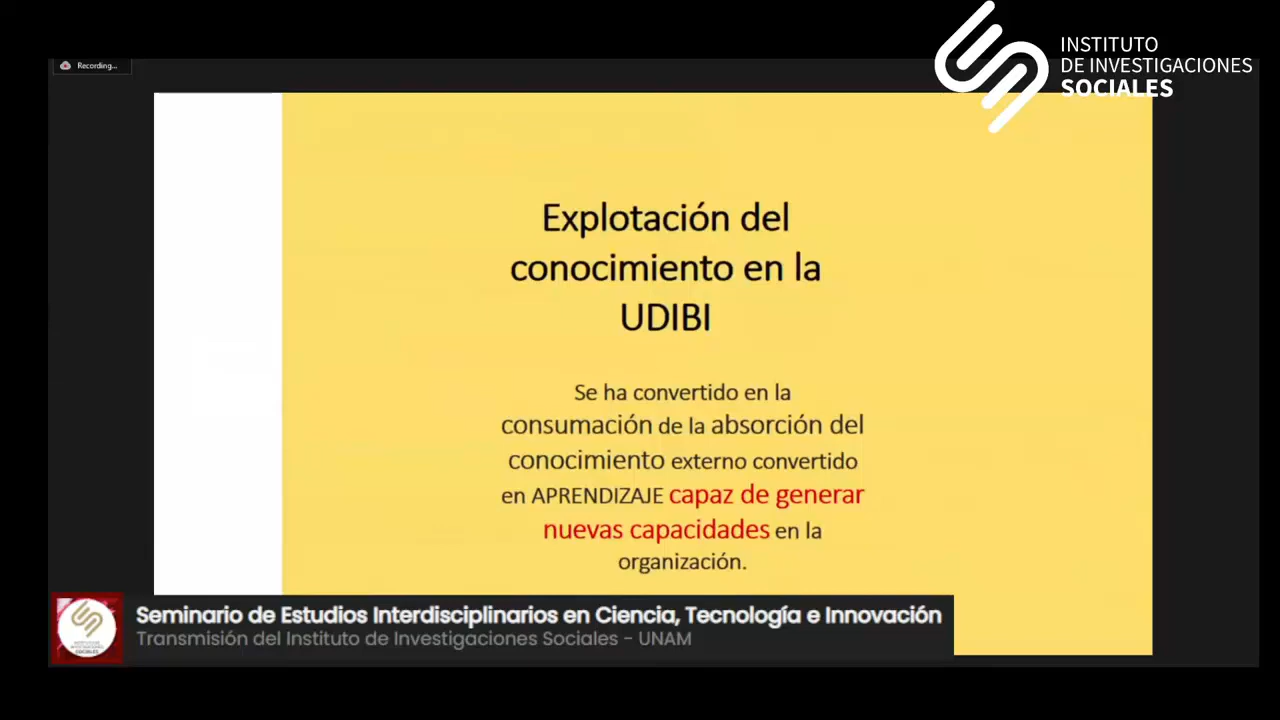 INSTITUTO
DE INVESTIGACIONES
SOCIALES
Recording...
Explotación del
conocimiento en la
UDIBI
Se ha convertido en la
consumación de la absorción del
conocimiento externo convertido
en APRENDIZAJE capaz de generar
nuevas capacidades en la
organización.
Seminario de Estudios Interdisciplinarios en Ciencia, Tecnología e Innovación
Transmisión del Instituto de Investigaciones Sociales - UNAM